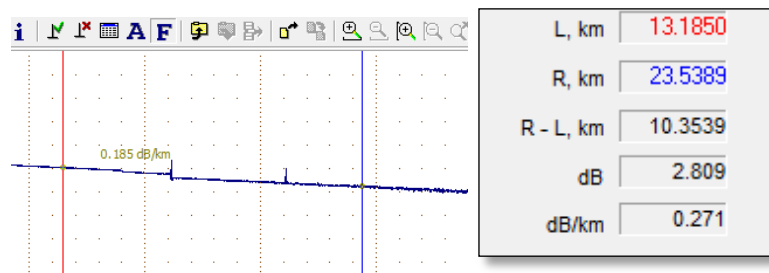 i A F
0.185 dB/km
L, km 13.1850
R, km 23.5389
R - L, km 10.3539
dB 2.809
dB/km 0.271